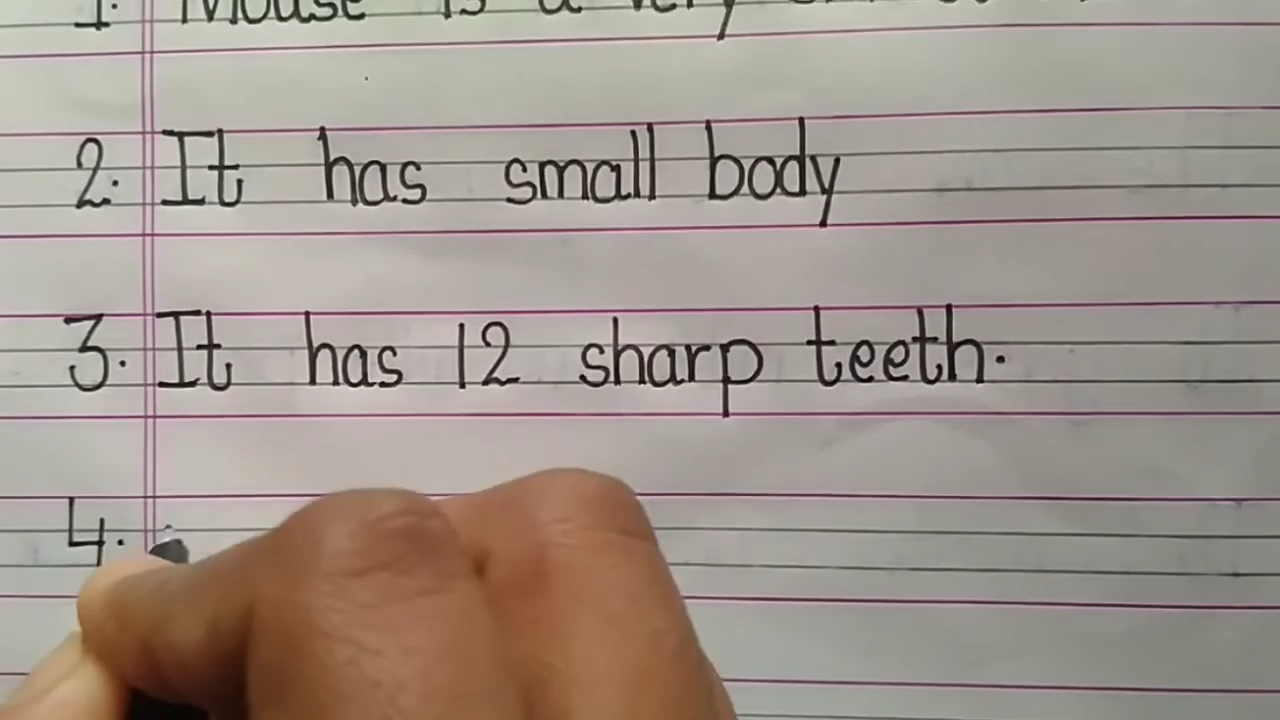 1. Mouse is a very
2. It has small body
3. It has 12 sharp teeth.
4.